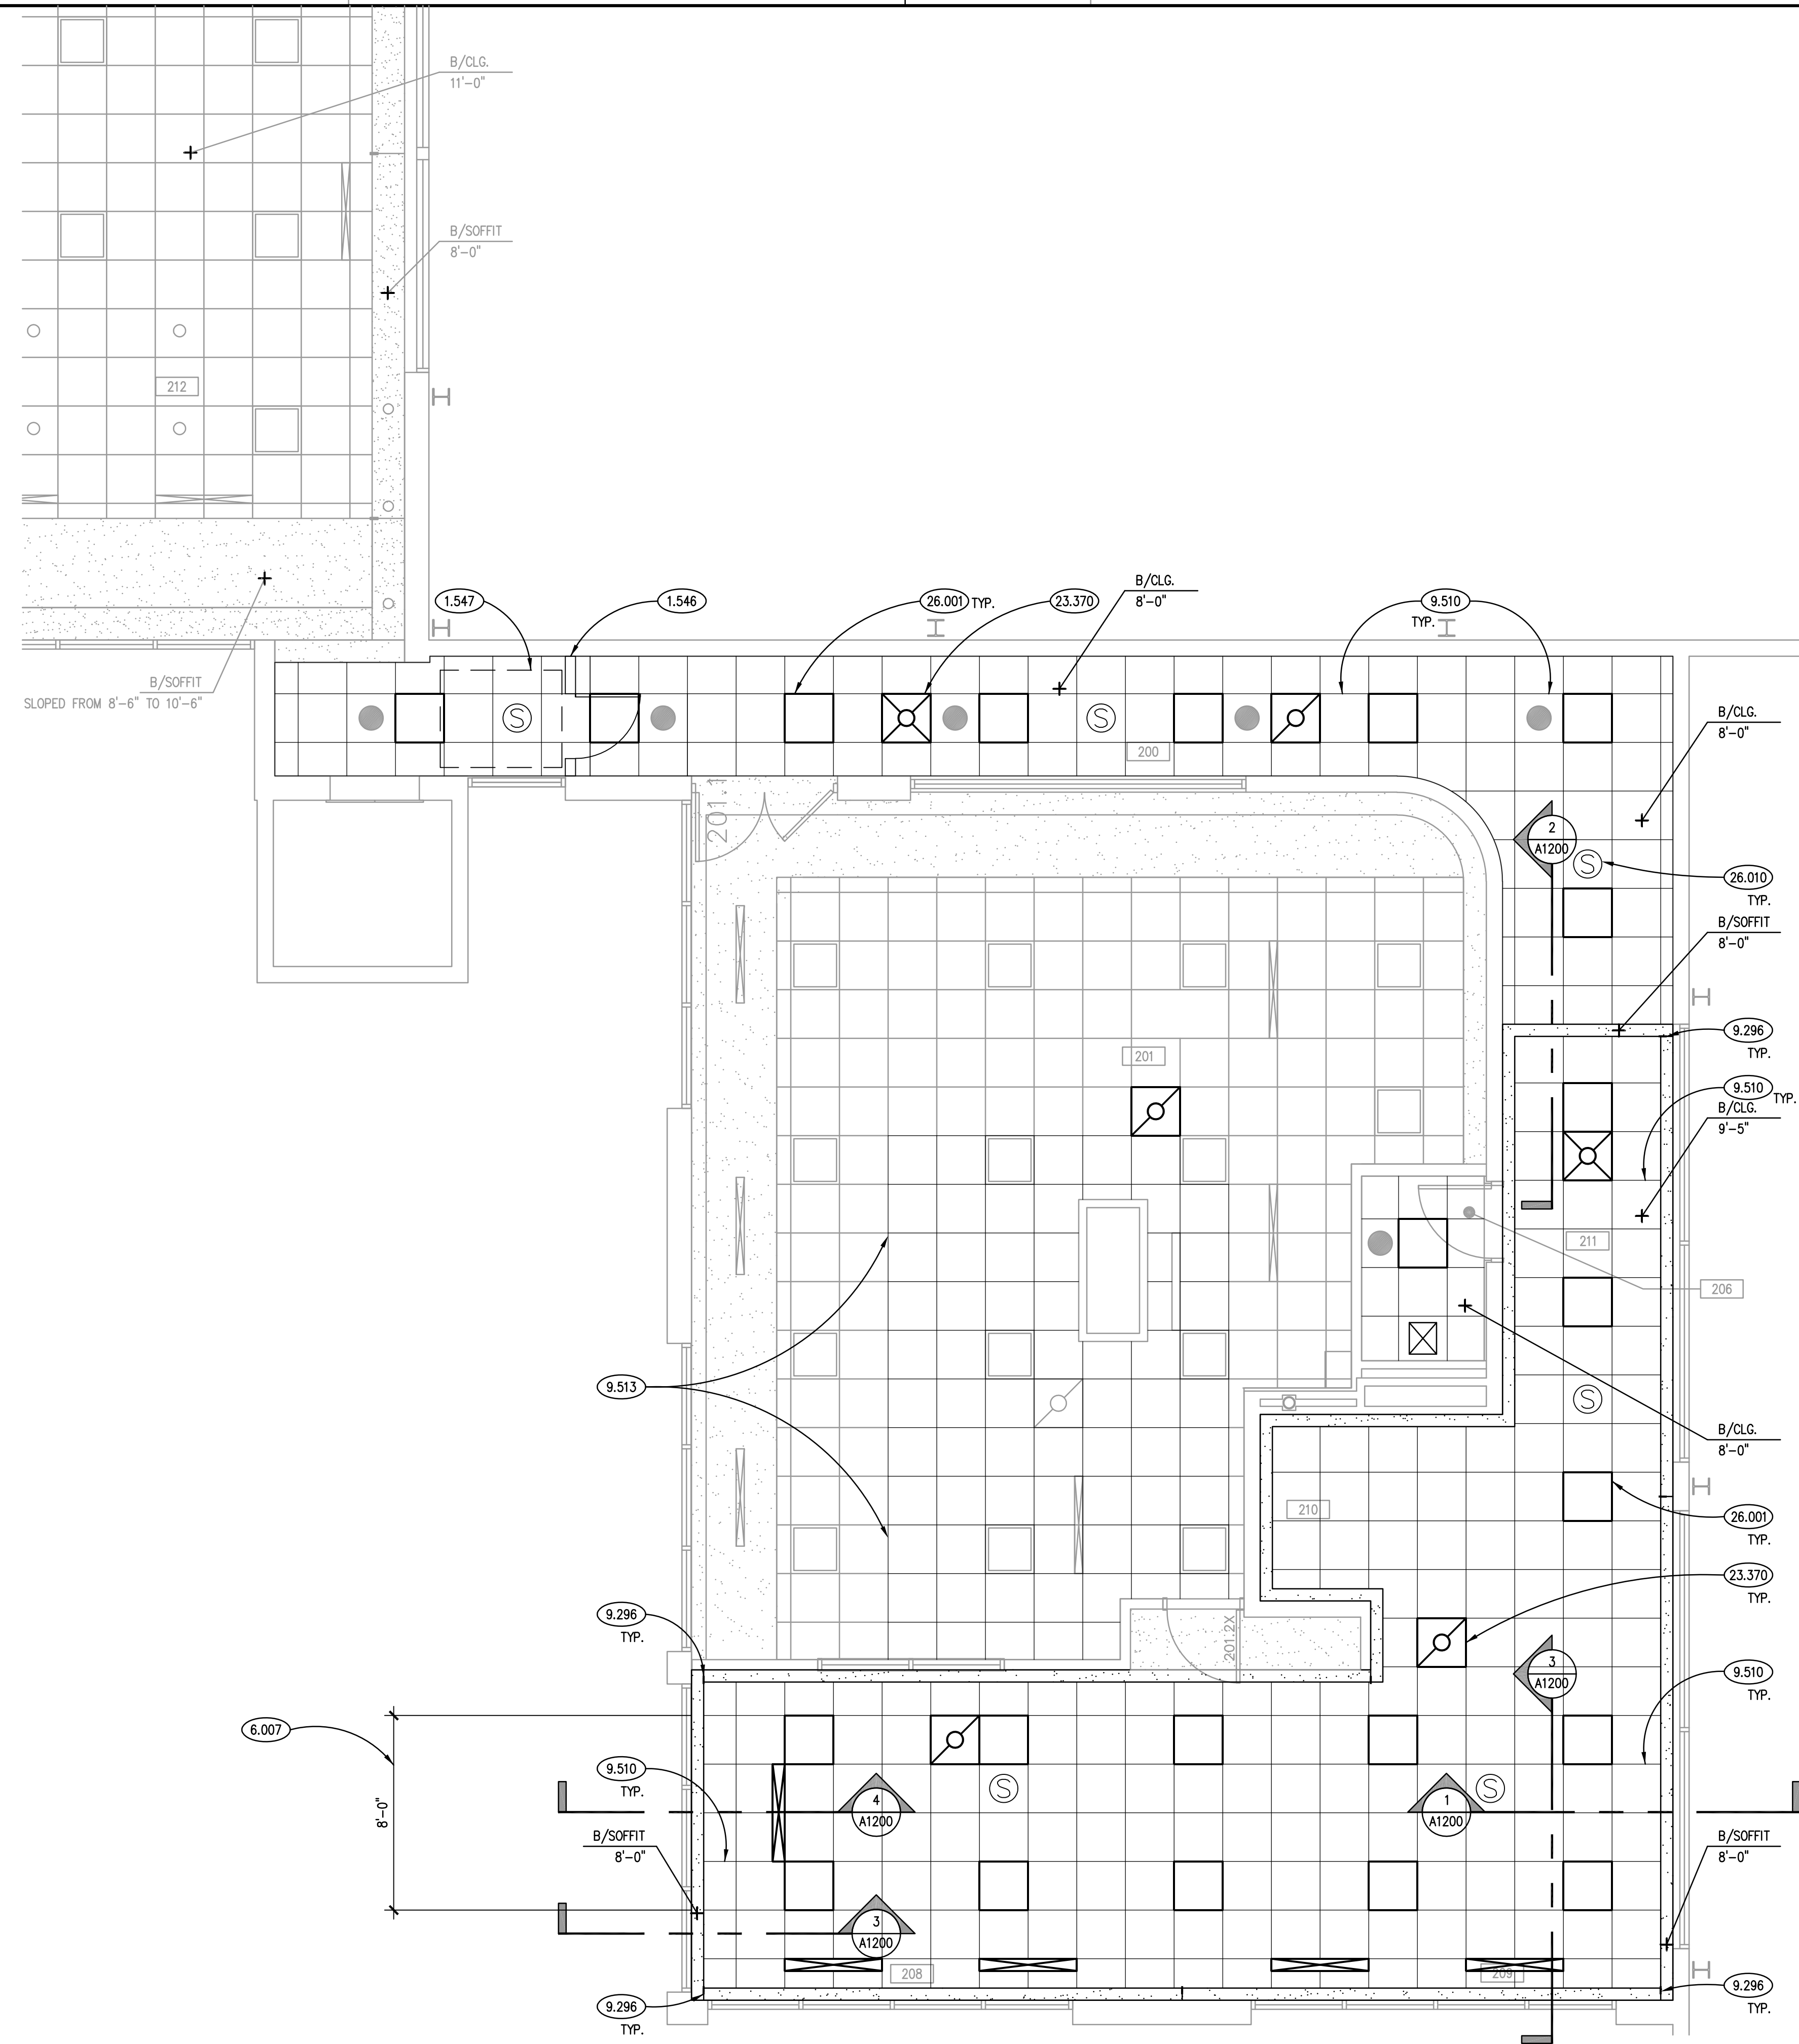 B/CLG.
11'-0"
B/SOFFIT
8'-0"
212
B/SOFFIT
SLOPED FROM 8'-6" TO 10'-6"
1.547
1.546
26.001 TYP.
23.370
B/CLG.
8'-0"
9.510
TYP.
S
S
200
B/CLG.
8'-0"
201.1
2
A1200
S
26.010
TYP.
B/SOFFIT
8'-0"
9.296
TYP.
201
9.510 TYP.
B/CLG.
9'-5"
211
206
9.513
S
B/CLG.
8'-0"
210
26.001
TYP.
23.370
TYP.
9.296
TYP.
201.2X
3
A1200
9.510
TYP.
6.007
9.510
TYP.
8'-0"
S
S
4
A1200
1
A1200
B/SOFFIT
8'-0"
B/SOFFIT
8'-0"
3
A1200
208
209
9.296
TYP.
9.296
TYP.